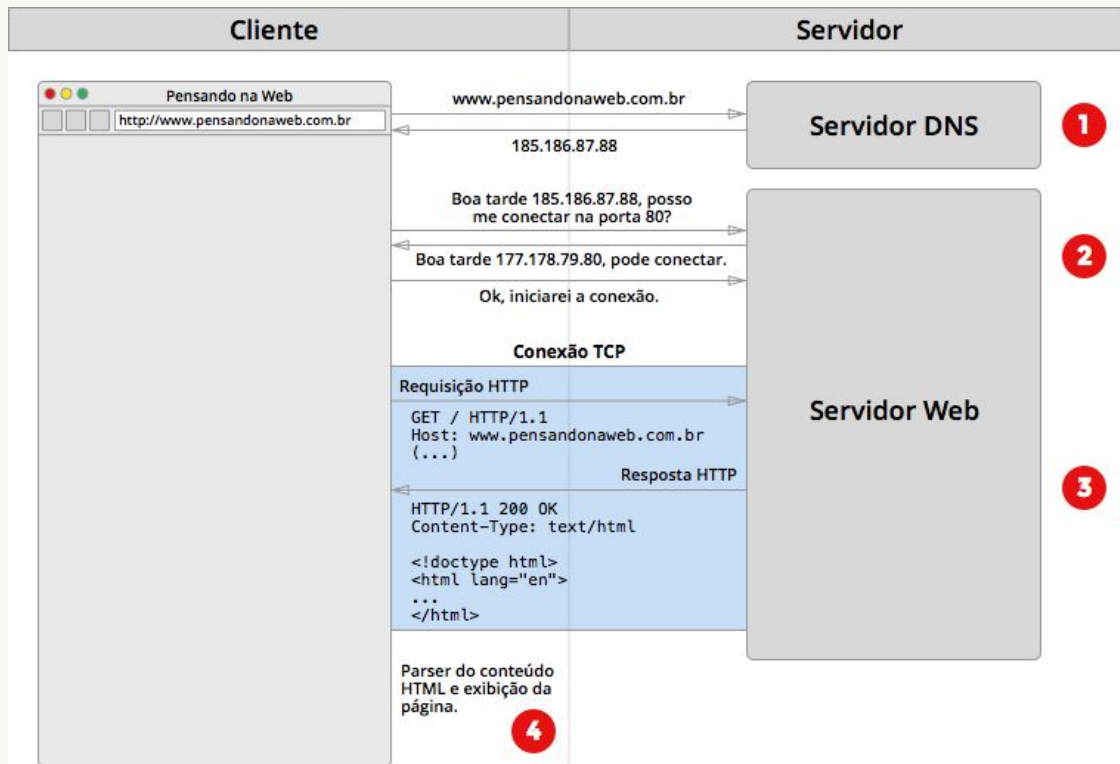 Cliente
Servidor
Pensando na Web
http://www.pensandonaweb.com.br
www.pensandonaweb.com.br
185.186.87.88
Servidor DNS
1
Boa tarde 185.186.87.88, posso
me conectar na porta 80?
Boa tarde 177.178.79.80, pode conectar.
Ok, iniciarei a conexão.
2
Conexão TCP
Requisição HTTP
GET / HTTP/1.1
Host: www.pensandonaweb.com.br
(...)
Resposta HTTP
HTTP/1.1 200 OK
Content-Type: text/html
<!doctype html>
<html lang="en">
...
</html>
Servidor Web
3
Parser do conteúdo
HTML e exibição da
página.
4